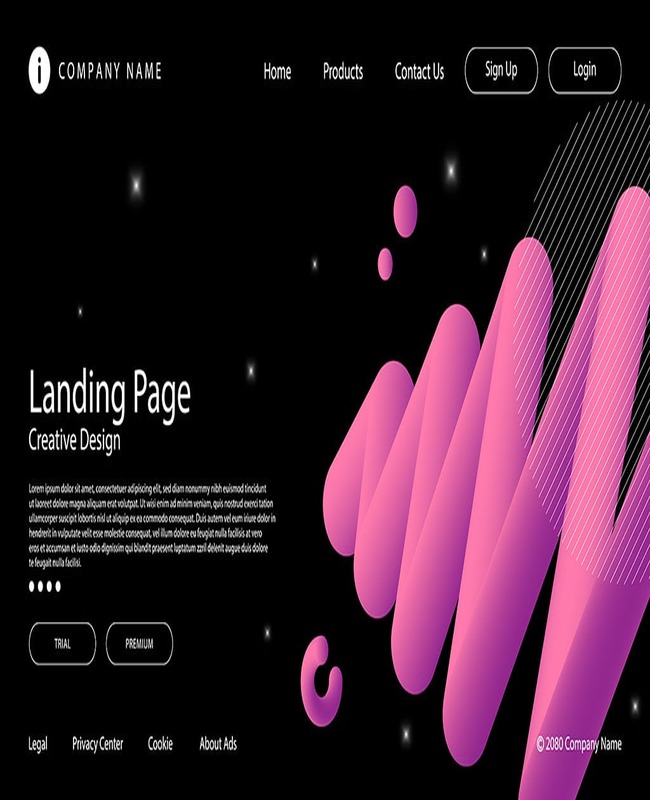 i COMPANY NAME
Home Products Contact Us Sign Up Login
Landing Page
Creative Design
Lorem ipsum dolor sit amet, consectetuer adipiscing elit, sed diam nonummy nibh euismod tincidunt
ut laoreet dolore magna aliquam erat volutpat. Ut wisi enim ad minim veniam, quis nostrud exerci tation
ullamcorper suscipit lobortis nisl ut aliquip ex ea commodo consequat. Duis autem vel eum iriure dolor in
hendrerit in vulputate velit esse molestie consequat, vel illum dolore eu feugiat nulla facilisis at vero
eros et accumsan et iusto odio dignissim qui blandit praesent luptatum zzril delenit augue duis dolore
te feugait nulla facilisi.
TRIAL PREMIUM
Legal Privacy Center Cookie About Ads © 2080 Company Name